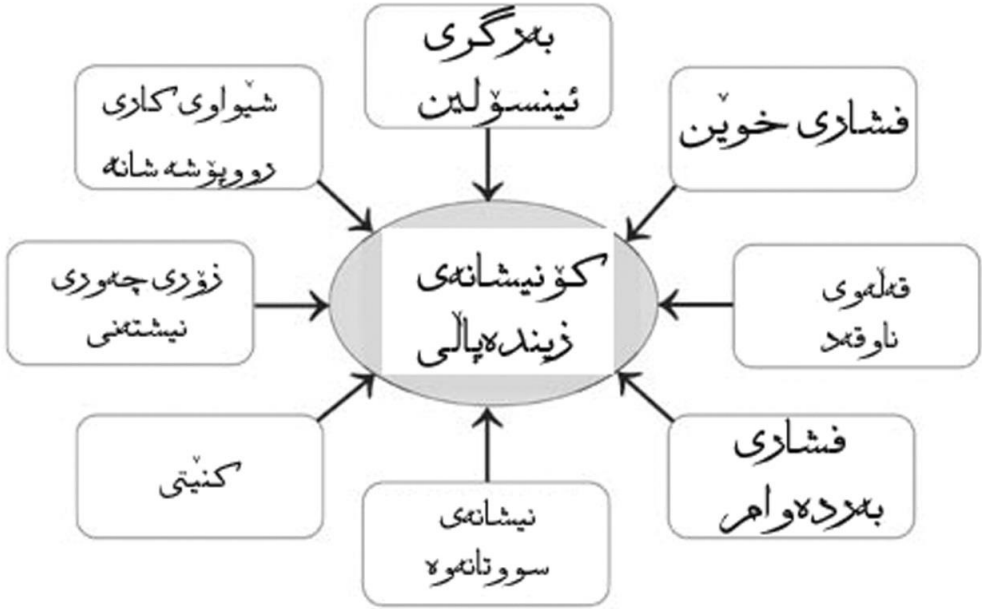 بەرگری
ئینسۆلین
فشاری خوێن
شێواوی کاری
رووپۆشە شانە
کۆنیشانەی
زیندەپاڵی
زۆری چەوری
نیشتەنی
قەڵەوی
ناوقەد
کنێتی
فشاری
بەردەوام
نیشانەی
سووتانەوە